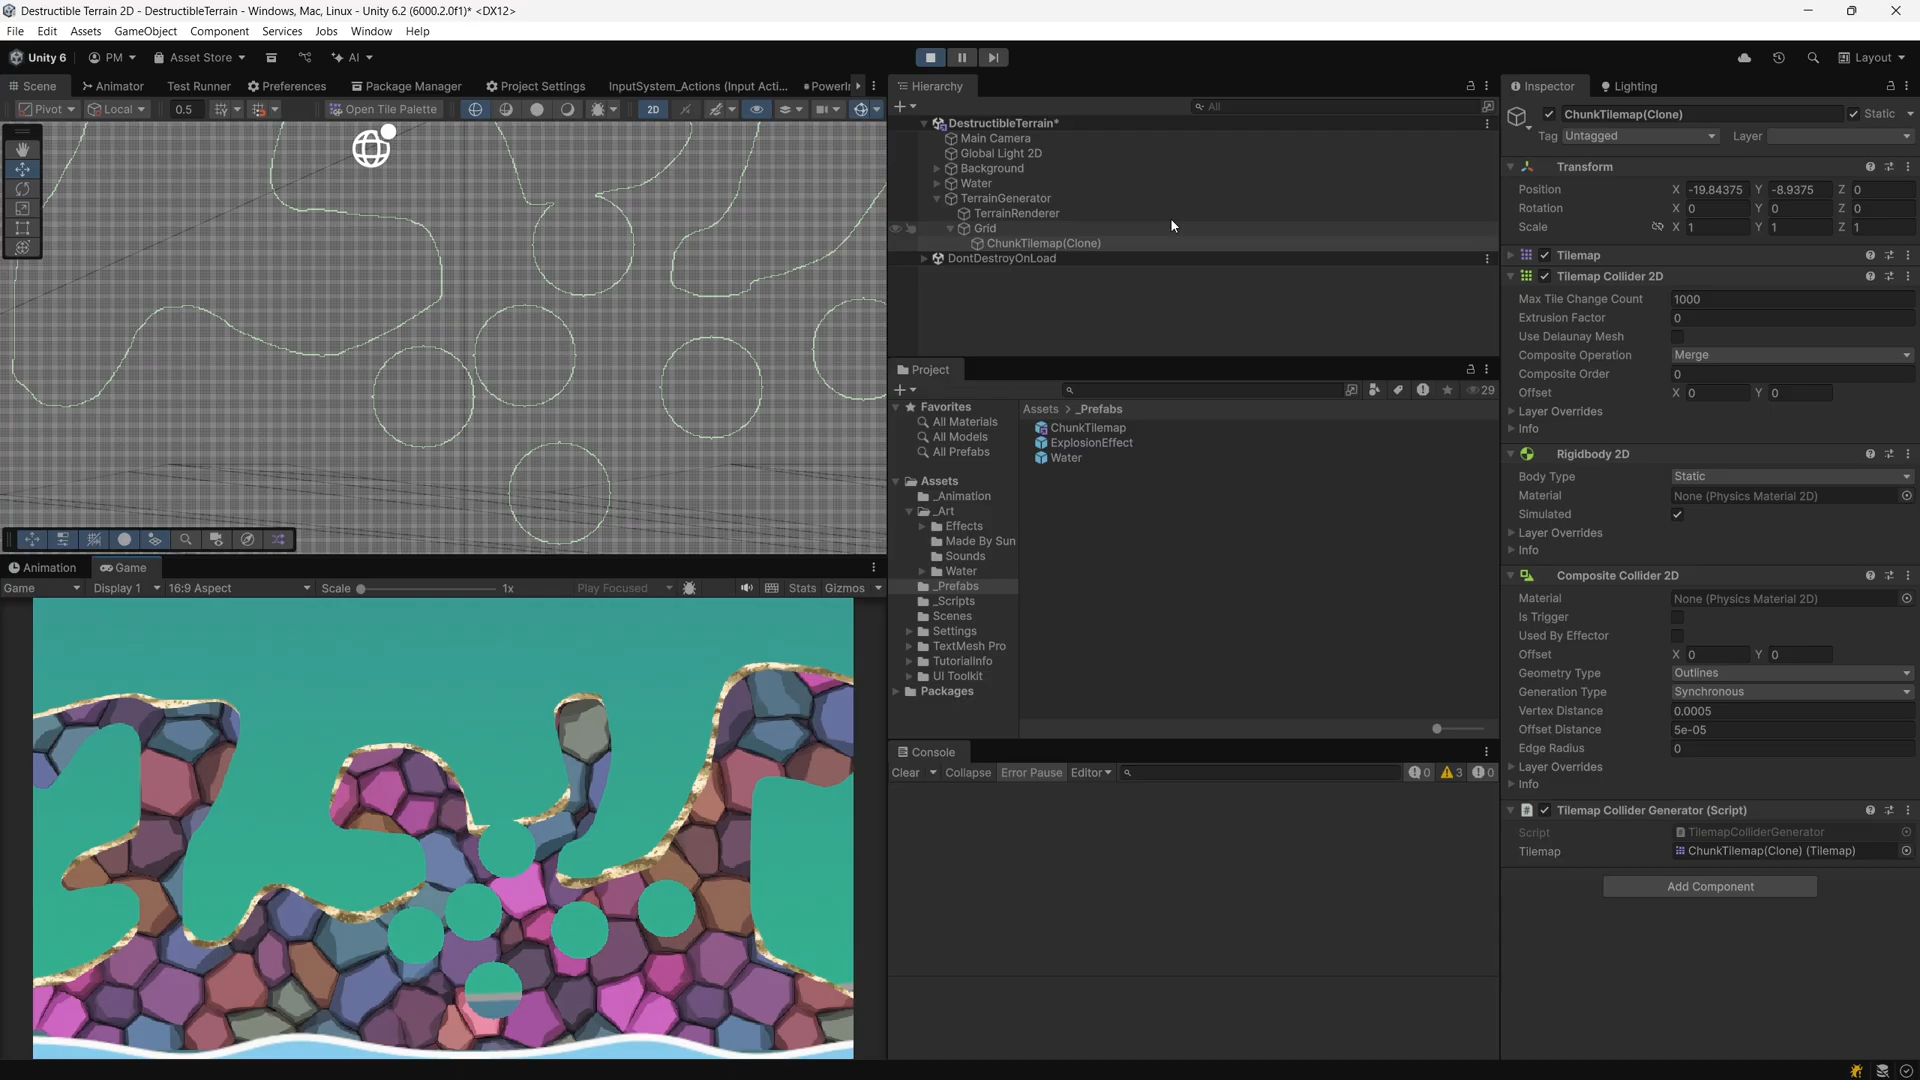 Destructible Terrain 2D - DestructibleTerrain - Windows, Mac, Linux - Unity 6.2 (6000.2.0f1)* <DX12>
File Edit Assets GameObject Component Services Jobs Window Help
Unity 6 PM Asset Store AI Layout
Scene Animator Test Runner Preferences Package Manager Project Settings InputSystem_Actions (Input Acti...
Pivot Local 0.5 Open Tile Palette 2D
Hierarchy
All
DestructibleTerrain*
Main Camera
Global Light 2D
Background
Water
TerrainGenerator
TerrainRenderer
Grid
ChunkTilemap(Clone)
DontDestroyOnLoad
Animation Game
Game Display 1 16:9 Aspect Scale 1x Play Focused Stats Gizmos
Project
29
Favorites
All Materials
All Models
All Prefabs
Assets
_Animation
_Art
Effects
Made By Sun
Sounds
Water
_Prefabs
_Scripts
Scenes
Settings
TextMesh Pro
TutorialInfo
UI Toolkit
Packages
Assets > _Prefabs
ChunkTilemap
ExplosionEffect
Water
Console
Clear Collapse Error Pause Editor 0 3 0
Inspector Lighting
ChunkTilemap(Clone) Static
Tag Untagged Layer
Transform
Position X -19.84375 Y -8.9375 Z 0
Rotation X 0 Y 0 Z 0
Scale X 1 Y 1 Z 1
Tilemap
Tilemap Collider 2D
Max Tile Change Count 1000
Extrusion Factor 0
Use Delaunay Mesh
Composite Operation Merge
Composite Order 0
Offset X 0 Y 0
Layer Overrides
Info
Rigidbody 2D
Body Type Static
Material None (Physics Material 2D)
Simulated
Layer Overrides
Info
Composite Collider 2D
Material None (Physics Material 2D)
Is Trigger
Used By Effector
Offset X 0 Y 0
Geometry Type Outlines
Generation Type Synchronous
Vertex Distance 0.0005
Offset Distance 5e-05
Edge Radius 0
Layer Overrides
Info
Tilemap Collider Generator (Script)
Script TilemapColliderGenerator
Tilemap ChunkTilemap(Clone) (Tilemap)
Add Component